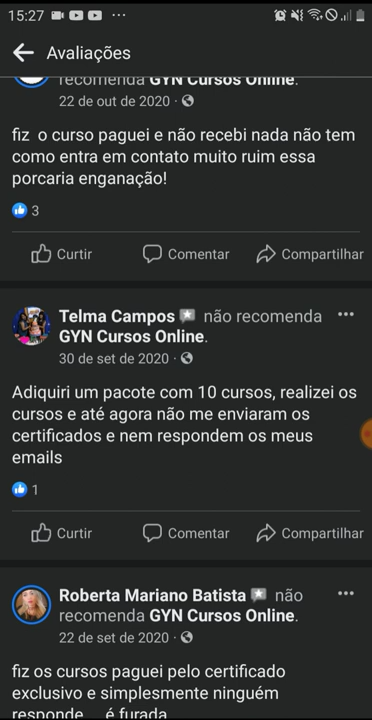 15:27
Avaliações
recomenda GYN Cursos Online.
22 de out de 2020 ·
fiz o curso paguei e não recebi nada não tem
como entra em contato muito ruim essa
porcaria enganação!
3
Curtir Comentar Compartilhar
Telma Campos não recomenda
GYN Cursos Online.
30 de set de 2020 ·
Adiquiri um pacote com 10 cursos, realizei os
cursos e até agora não me enviaram os
certificados e nem respondem os meus
emails
1
Curtir Comentar Compartilhar
Roberta Mariano Batista não
recomenda GYN Cursos Online.
22 de set de 2020 ·
fiz os cursos paguei pelo certificado
exclusivo e simplesmente ninguém
responde.... é furada